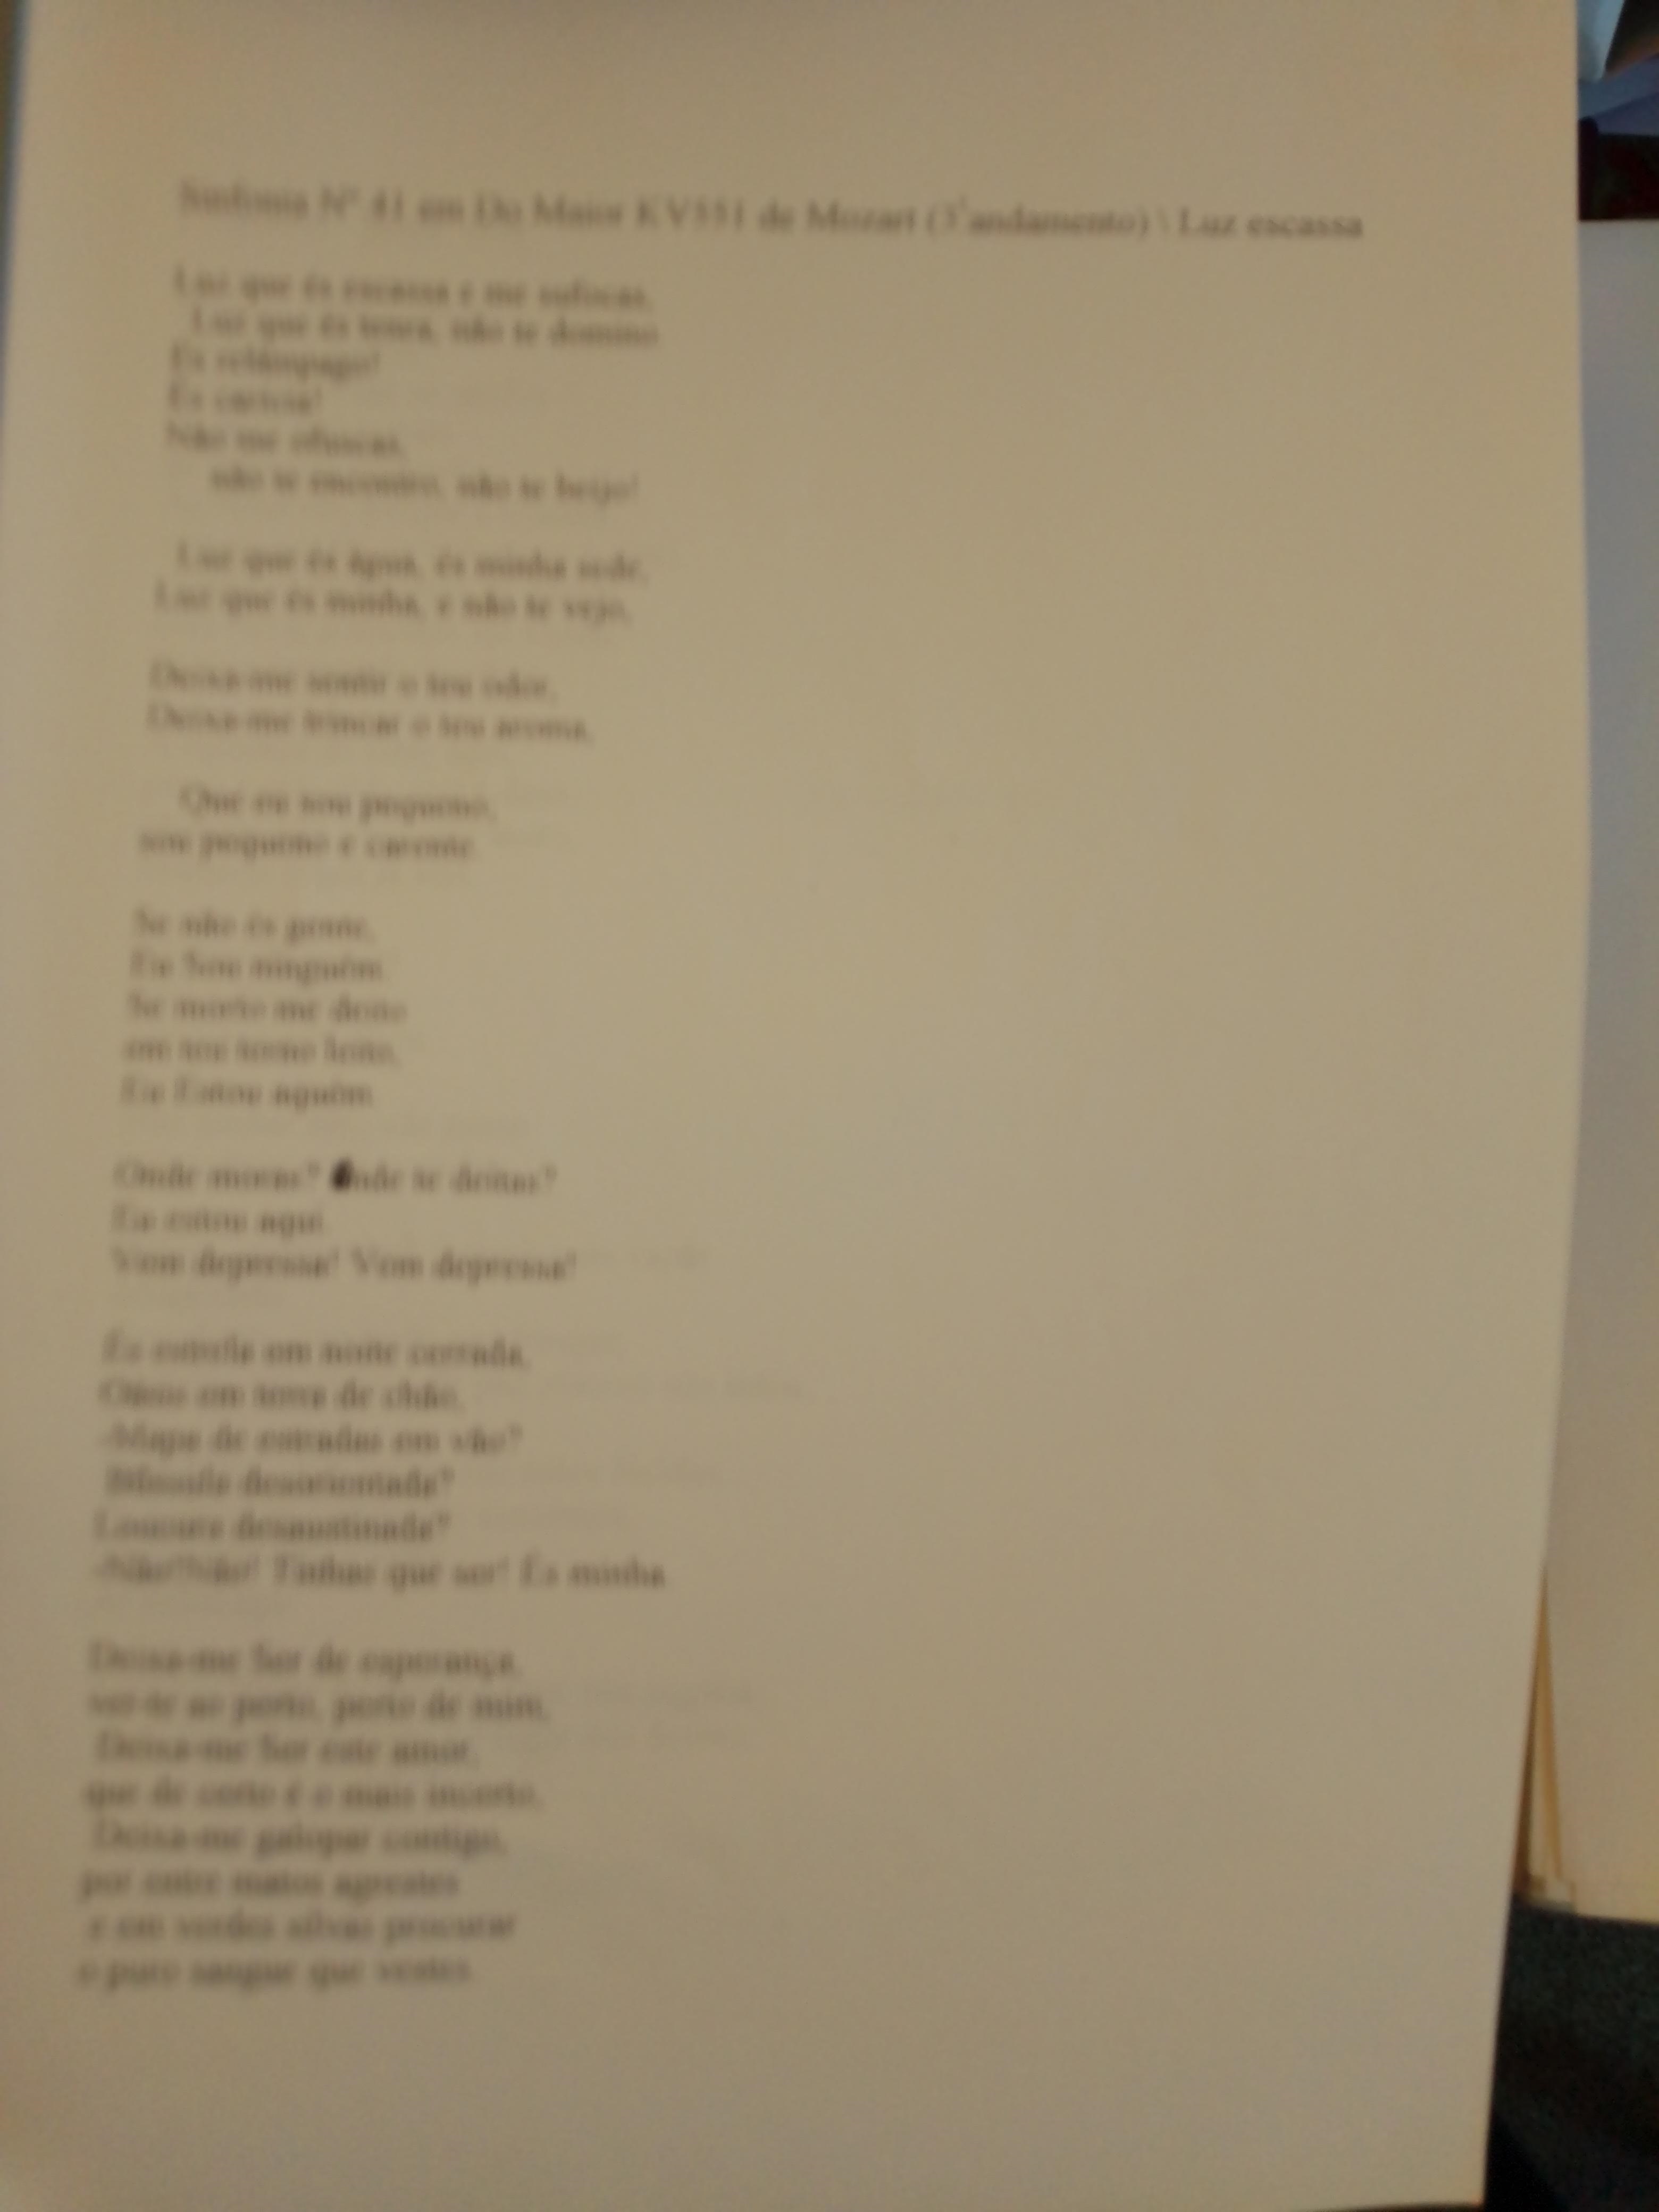 Sinfonia Nº 41 em Do Maior KV551 de Mozart (3ºandamento) \ Luz escassa
Luz que és escassa e me sufocas,
Luz que és tenra, não te domino.
És relâmpago!
És carícia!
Não me ofuscas,
não te encontro, não te beijo!
Luz que és água, és minha sede,
Luz que és minha, e não te vejo,
Deixa-me sentir o teu odor,
Deixa-me trincar o teu aroma,
Que eu sou pequeno,
sou pequeno e carente.
Se não és gente,
Eu Sou ninguém.
Se morto me deito
em teu terno leito,
Eu Estou aquém.
Onde moras? Onde te deitas?
Eu estou aqui.
Vem depressa! Vem depressa!
És estrela em noite cerrada,
Oásis em terra de chão,
-Mapa de estradas em vão?
Bússula desorientada?
Loucura desaustinada?
-Não!Não! Tinhas que ser! És minha.
Deixa-me Ser de esperança,
ver-te ao perto, perto de mim,
Deixa-me Ser este amor,
que de certo é o mais incerto,
Deixa-me galopar contigo,
por entre matos agrestes
e em verdes silvas procurar
o puro sangue que vestes.